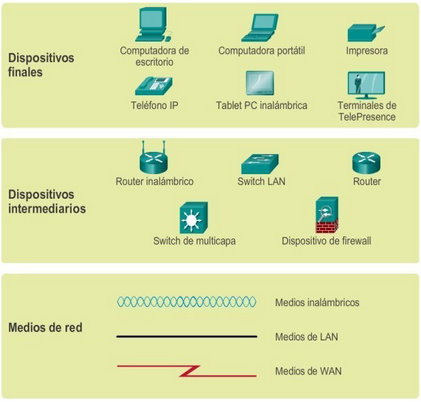 Dispositivos
finales
Computadora de
escritorio
Computadora portátil
Impresora
Teléfono IP
Tablet PC inalámbrica
Terminales de
TelePresence
Dispositivos
intermediarios
Router inalámbrico
Switch LAN
Router
Switch de multicapa
Dispositivo de firewall
Medios de red
Medios inalámbricos
Medios de LAN
Medios de WAN